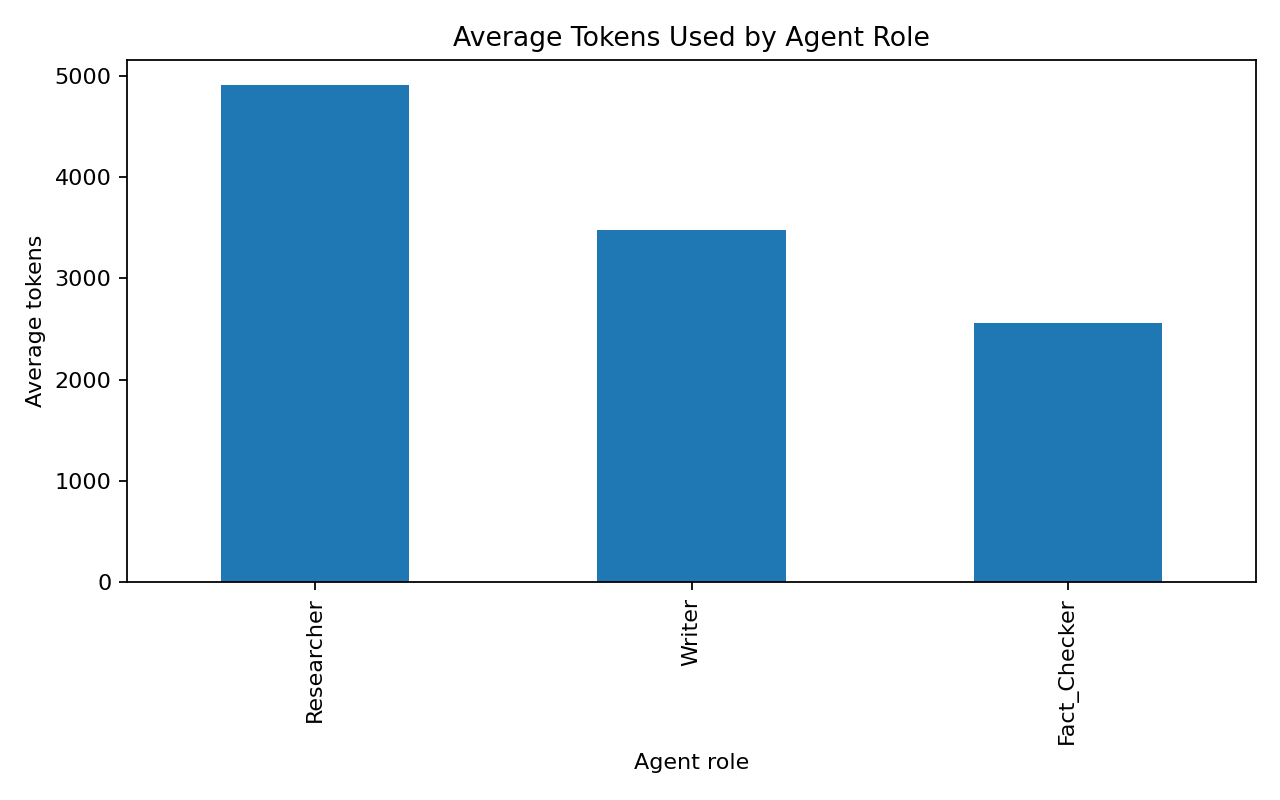 Average Tokens Used by Agent Role
Average tokens
5000
4000
3000
2000
1000
0
Researcher
Writer
Fact_Checker
Agent role